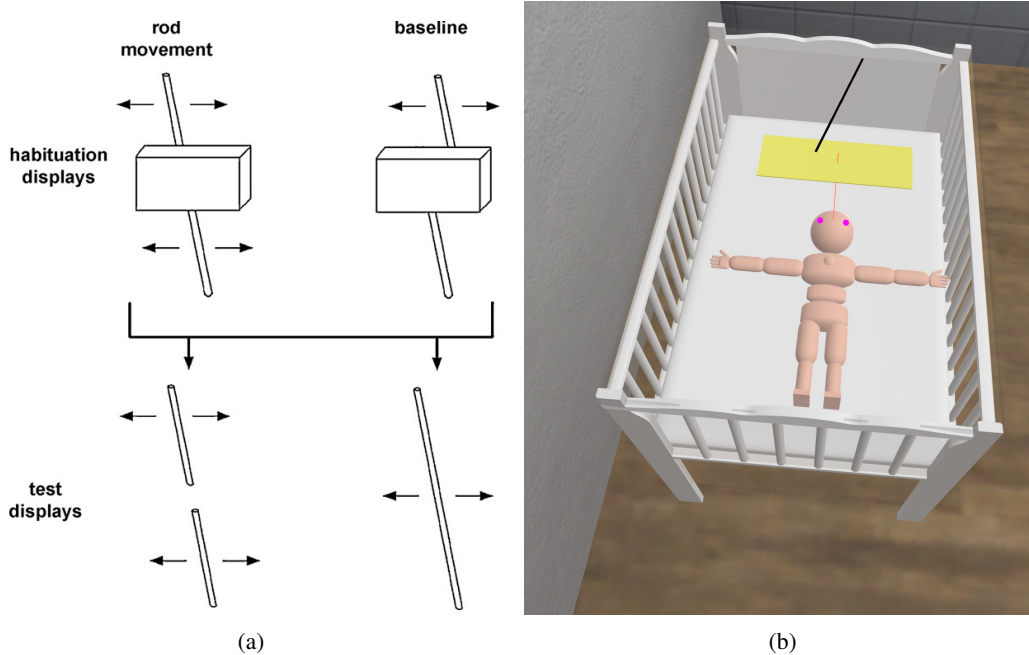 rod
movement
baseline
habituation
displays
test
displays
(a)
(b)